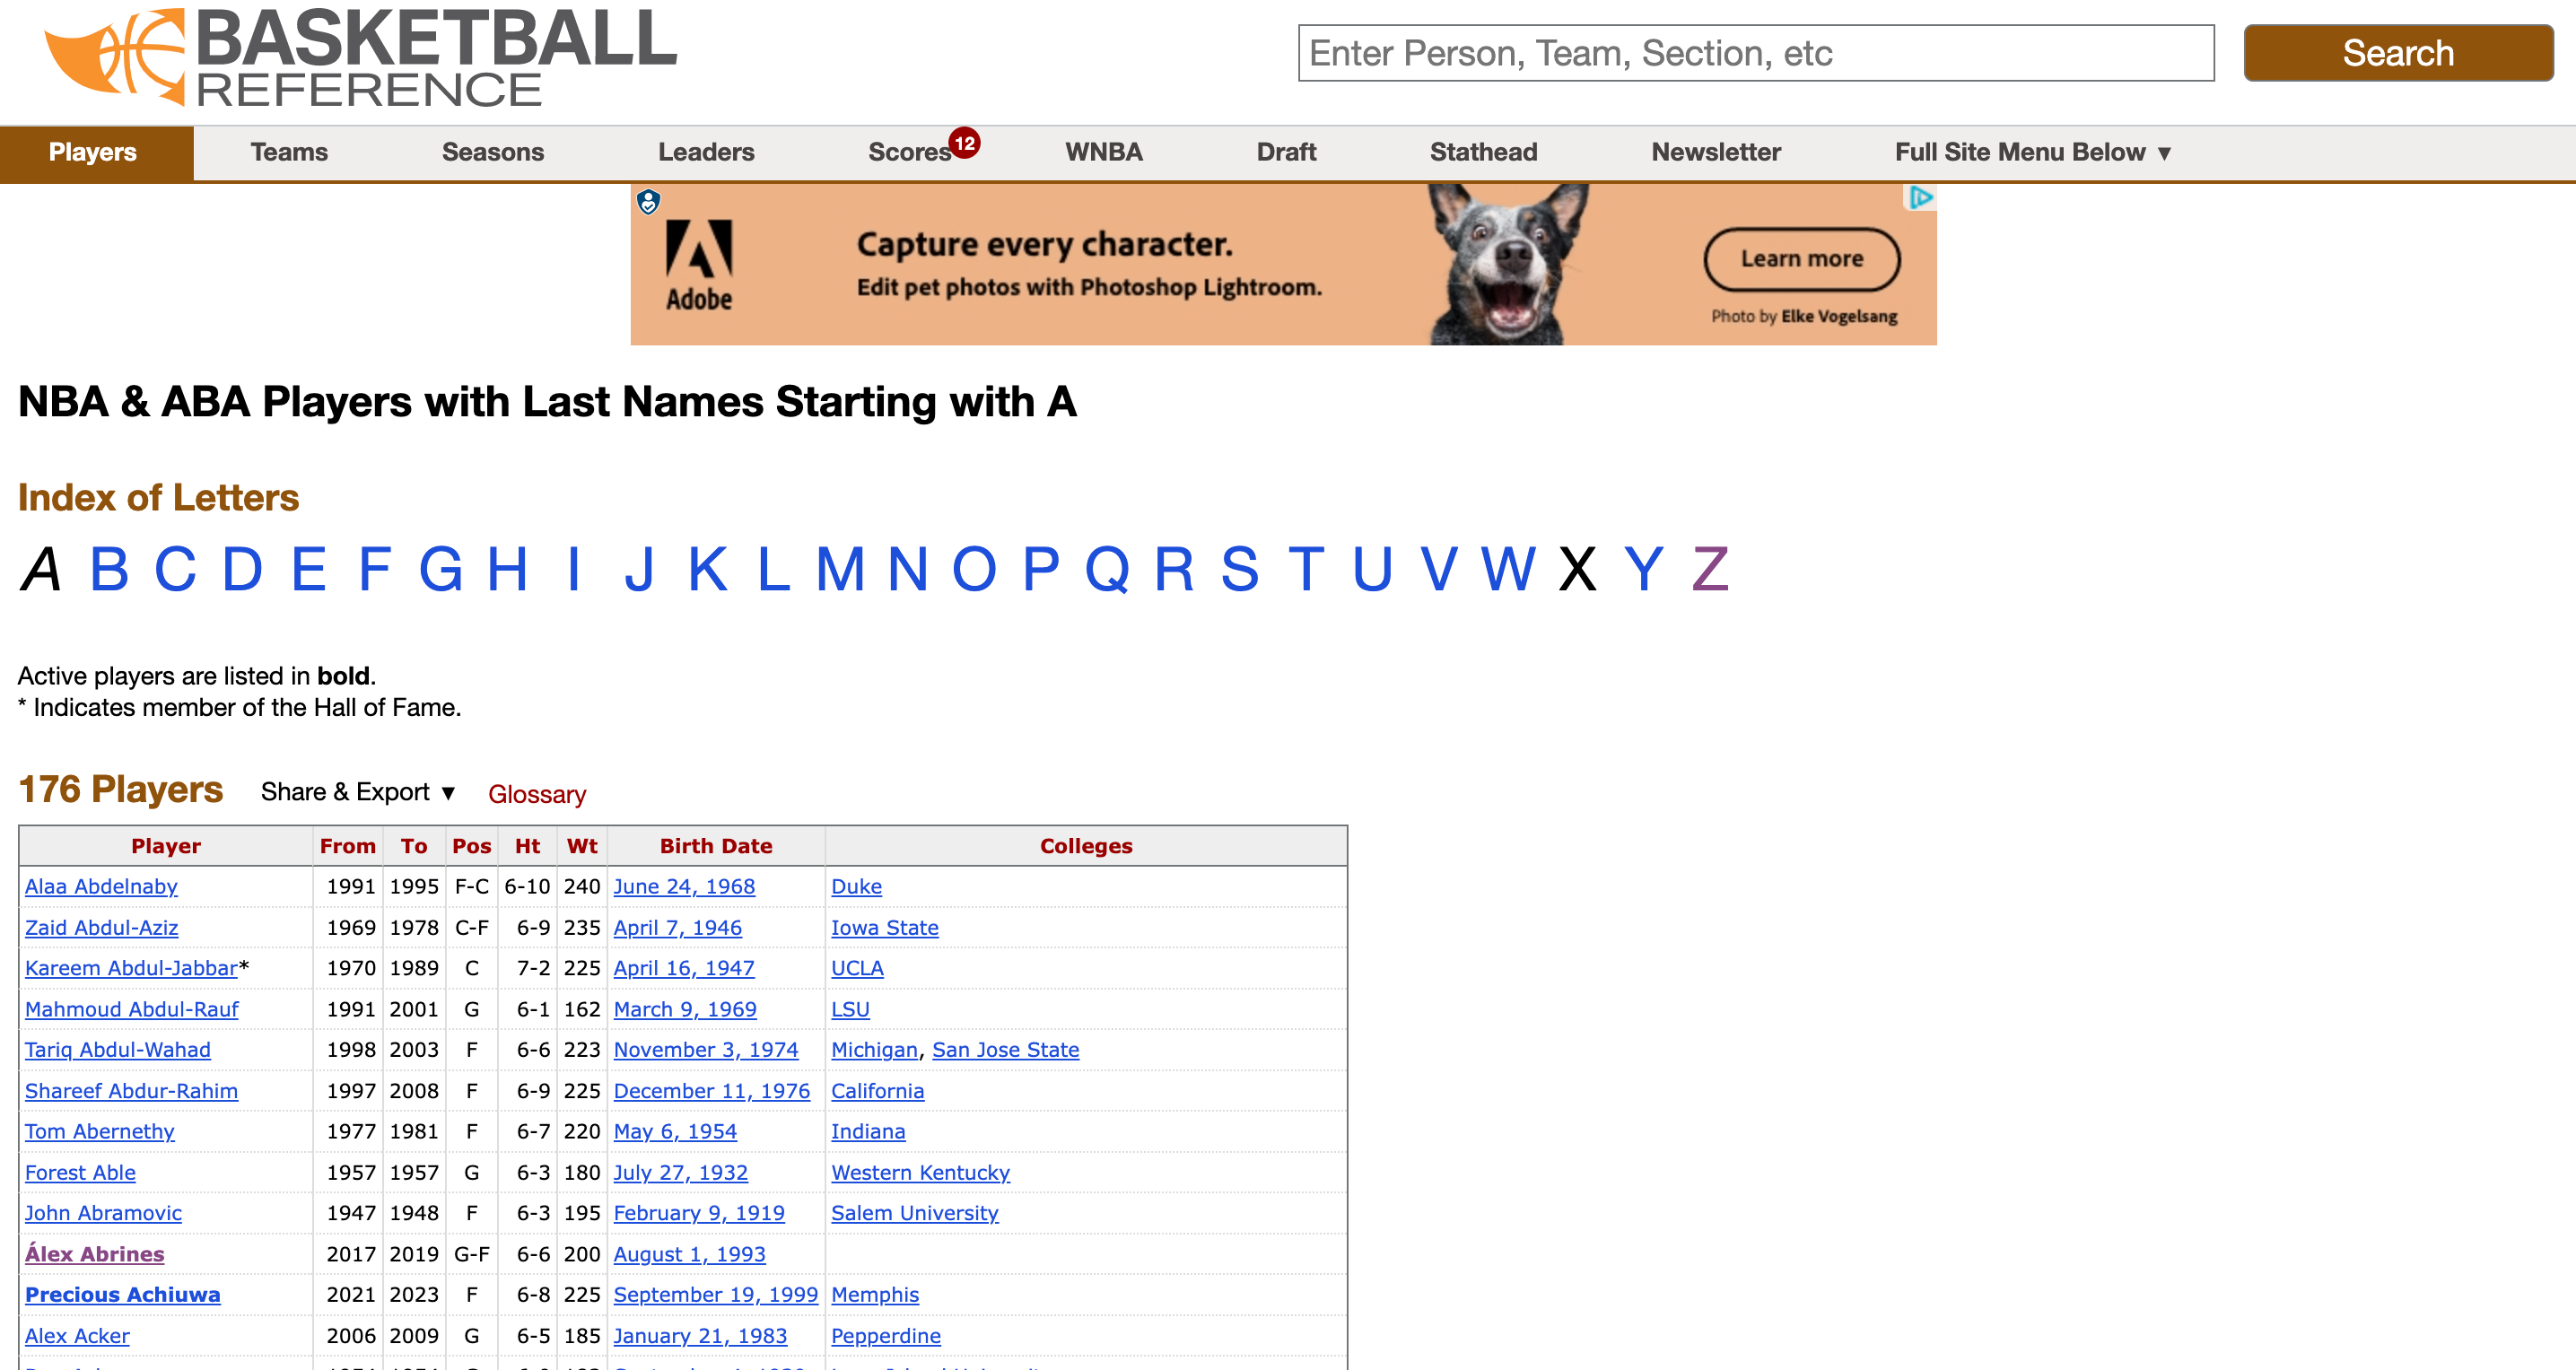 BASKETBALL
REFERENCE
Enter Person, Team, Section, etc
Search
Players Teams Seasons Leaders Scores 12 WNBA Draft Stathead Newsletter Full Site Menu Below ▼
Adobe
Capture every character.
Edit pet photos with Photoshop Lightroom.
Learn more
Photo by Elke Vogelsang
NBA & ABA Players with Last Names Starting with A
Index of Letters
A B C D E F G H I J K L M N O P Q R S T U V W X Y Z
Active players are listed in bold.
* Indicates member of the Hall of Fame.
176 Players Share & Export ▼ Glossary
Player From To Pos Ht Wt Birth Date Colleges
Alaa Abdelnaby 1991 1995 F-C 6-10 240 June 24, 1968 Duke
Zaid Abdul-Aziz 1969 1978 C-F 6-9 235 April 7, 1946 Iowa State
Kareem Abdul-Jabbar* 1970 1989 C 7-2 225 April 16, 1947 UCLA
Mahmoud Abdul-Rauf 1991 2001 G 6-1 162 March 9, 1969 LSU
Tariq Abdul-Wahad 1998 2003 F 6-6 223 November 3, 1974 Michigan, San Jose State
Shareef Abdur-Rahim 1997 2008 F 6-9 225 December 11, 1976 California
Tom Abernethy 1977 1981 F 6-7 220 May 6, 1954 Indiana
Forest Able 1957 1957 G 6-3 180 July 27, 1932 Western Kentucky
John Abramovic 1947 1948 F 6-3 195 February 9, 1919 Salem University
Álex Abrines 2017 2019 G-F 6-6 200 August 1, 1993
Precious Achiuwa 2021 2023 F 6-8 225 September 19, 1999 Memphis
Alex Acker 2006 2009 G 6-5 185 January 21, 1983 Pepperdine